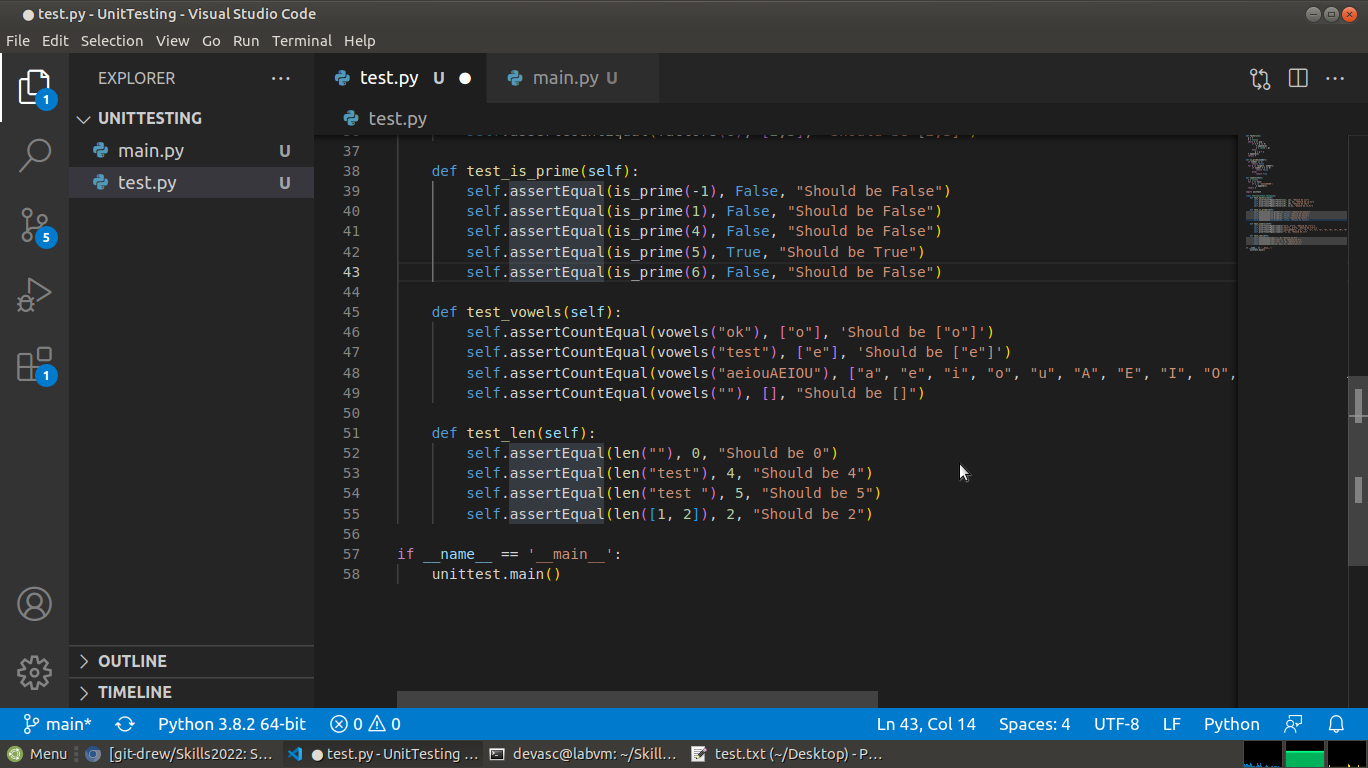 ● test.py - UnitTesting - Visual Studio Code
File Edit Selection View Go Run Terminal Help
EXPLORER ···
test.py U ●
main.py U
···
UNITTESTING
test.py
main.py U
test.py U
1
5
1
37
38 def test_is_prime(self):
39 self.assertEqual(is_prime(-1), False, "Should be False")
40 self.assertEqual(is_prime(1), False, "Should be False")
41 self.assertEqual(is_prime(4), False, "Should be False")
42 self.assertEqual(is_prime(5), True, "Should be True")
43 self.assertEqual(is_prime(6), False, "Should be False")
44
45 def test_vowels(self):
46 self.assertCountEqual(vowels("ok"), ["o"], 'Should be ["o"]')
47 self.assertCountEqual(vowels("test"), ["e"], 'Should be ["e"]')
48 self.assertCountEqual(vowels("aeiouAEIOU"), ["a", "e", "i", "o", "u", "A", "E", "I", "O",
49 self.assertCountEqual(vowels(""), [], "Should be []")
50
51 def test_len(self):
52 self.assertEqual(len(""), 0, "Should be 0")
53 self.assertEqual(len("test"), 4, "Should be 4")
54 self.assertEqual(len("test "), 5, "Should be 5")
55 self.assertEqual(len([1, 2]), 2, "Should be 2")
56
57 if __name__ == '__main__':
58 unittest.main()
OUTLINE
TIMELINE
main* Python 3.8.2 64-bit 0 0 Ln 43, Col 14 Spaces: 4 UTF-8 LF Python
Menu [git-drew/Skills2022: S... ● test.py - UnitTesting ... devasc@labvm: ~/Skill... test.txt (~/Desktop) - P...